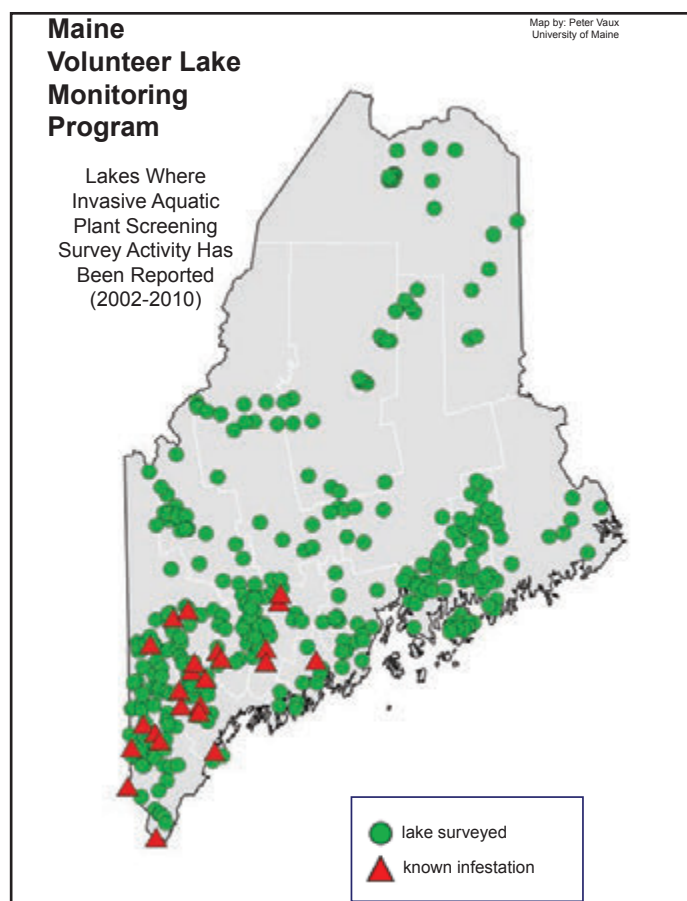 Maine
Volunteer Lake
Monitoring
Program
Map by: Peter Vaux
University of Maine
Lakes Where
Invasive Aquatic
Plant Screening
Survey Activity Has
Been Reported
(2002-2010)
lake surveyed
known infestation